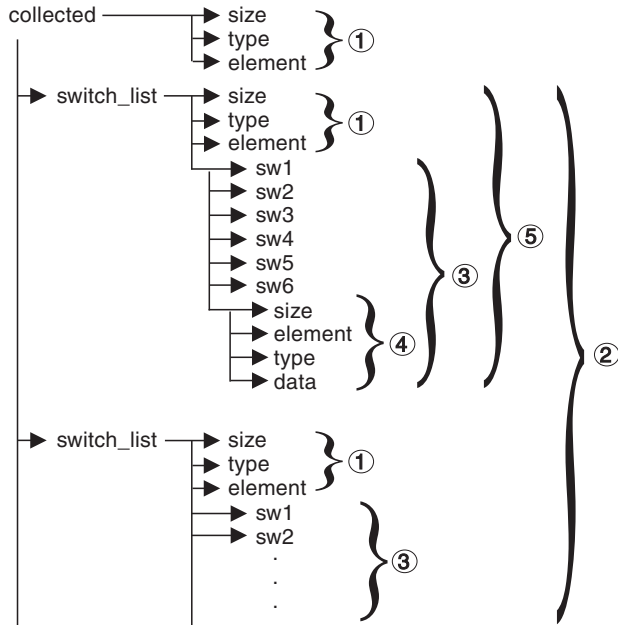 collected
size
type
element
①
switch_list
size
type
element
①
sw1
sw2
sw3
sw4
sw5
sw6
size
element
type
data
④
③
⑤
②
switch_list
size
type
element
①
sw1
sw2
.
.
.
③